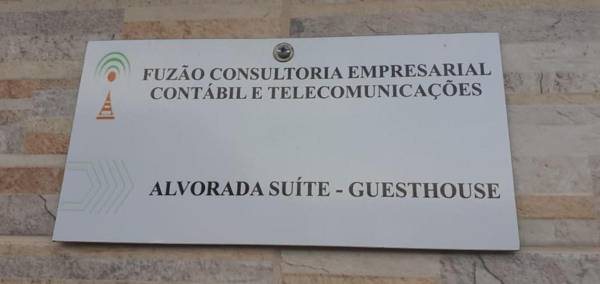 FUZÃO CONSULTORIA EMPRESARIAL
CONTÁBIL E TELECOMUNICAÇÕES
ALVORADA SUÍTE - GUESTHOUSE